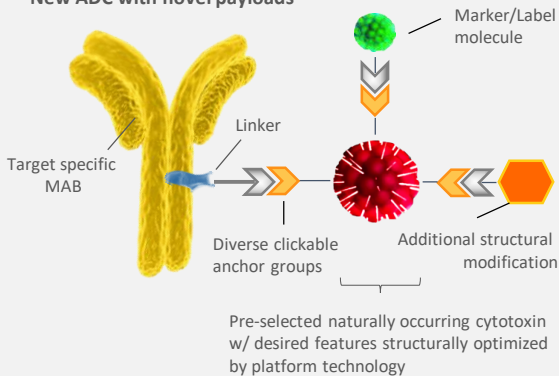 New ADC with novel payloads
Marker/Label
molecule
Linker
Target specific
MAB
Diverse clickable
anchor groups
Additional structural
modification
Pre-selected naturally occurring cytotoxin
w/ desired features structurally optimized
by platform technology